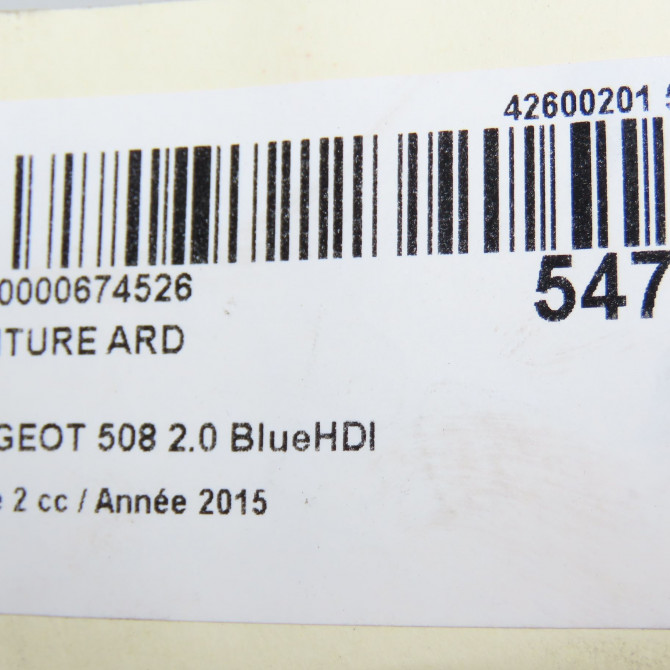 42600201 5
0000674526
547
ITURE ARD
GEOT 508 2.0 BlueHDI
e 2 cc / Année 2015